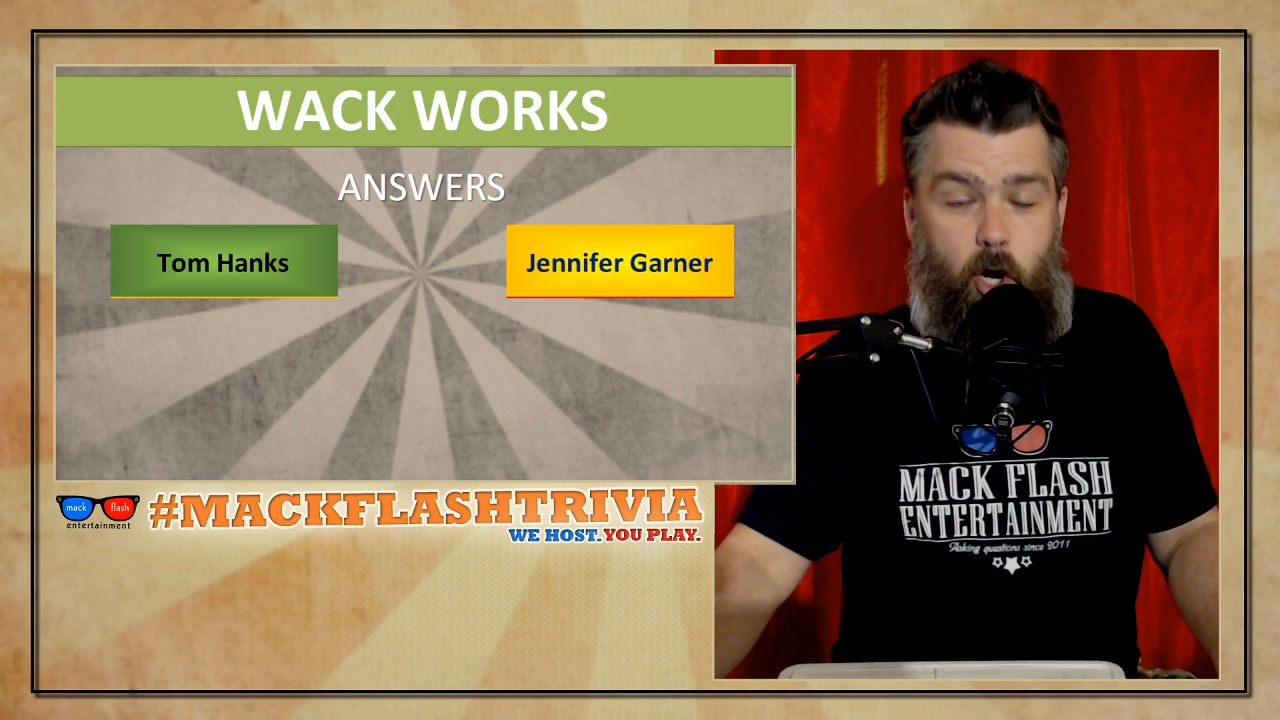 WACK WORKS
ANSWERS
Tom Hanks
Jennifer Garner
mack flash
entertainment
#MACKFLASHTRIVIA
WE HOST. YOU PLAY.
MACK FLASH
ENTERTAINMENT
Asking questions since 2011